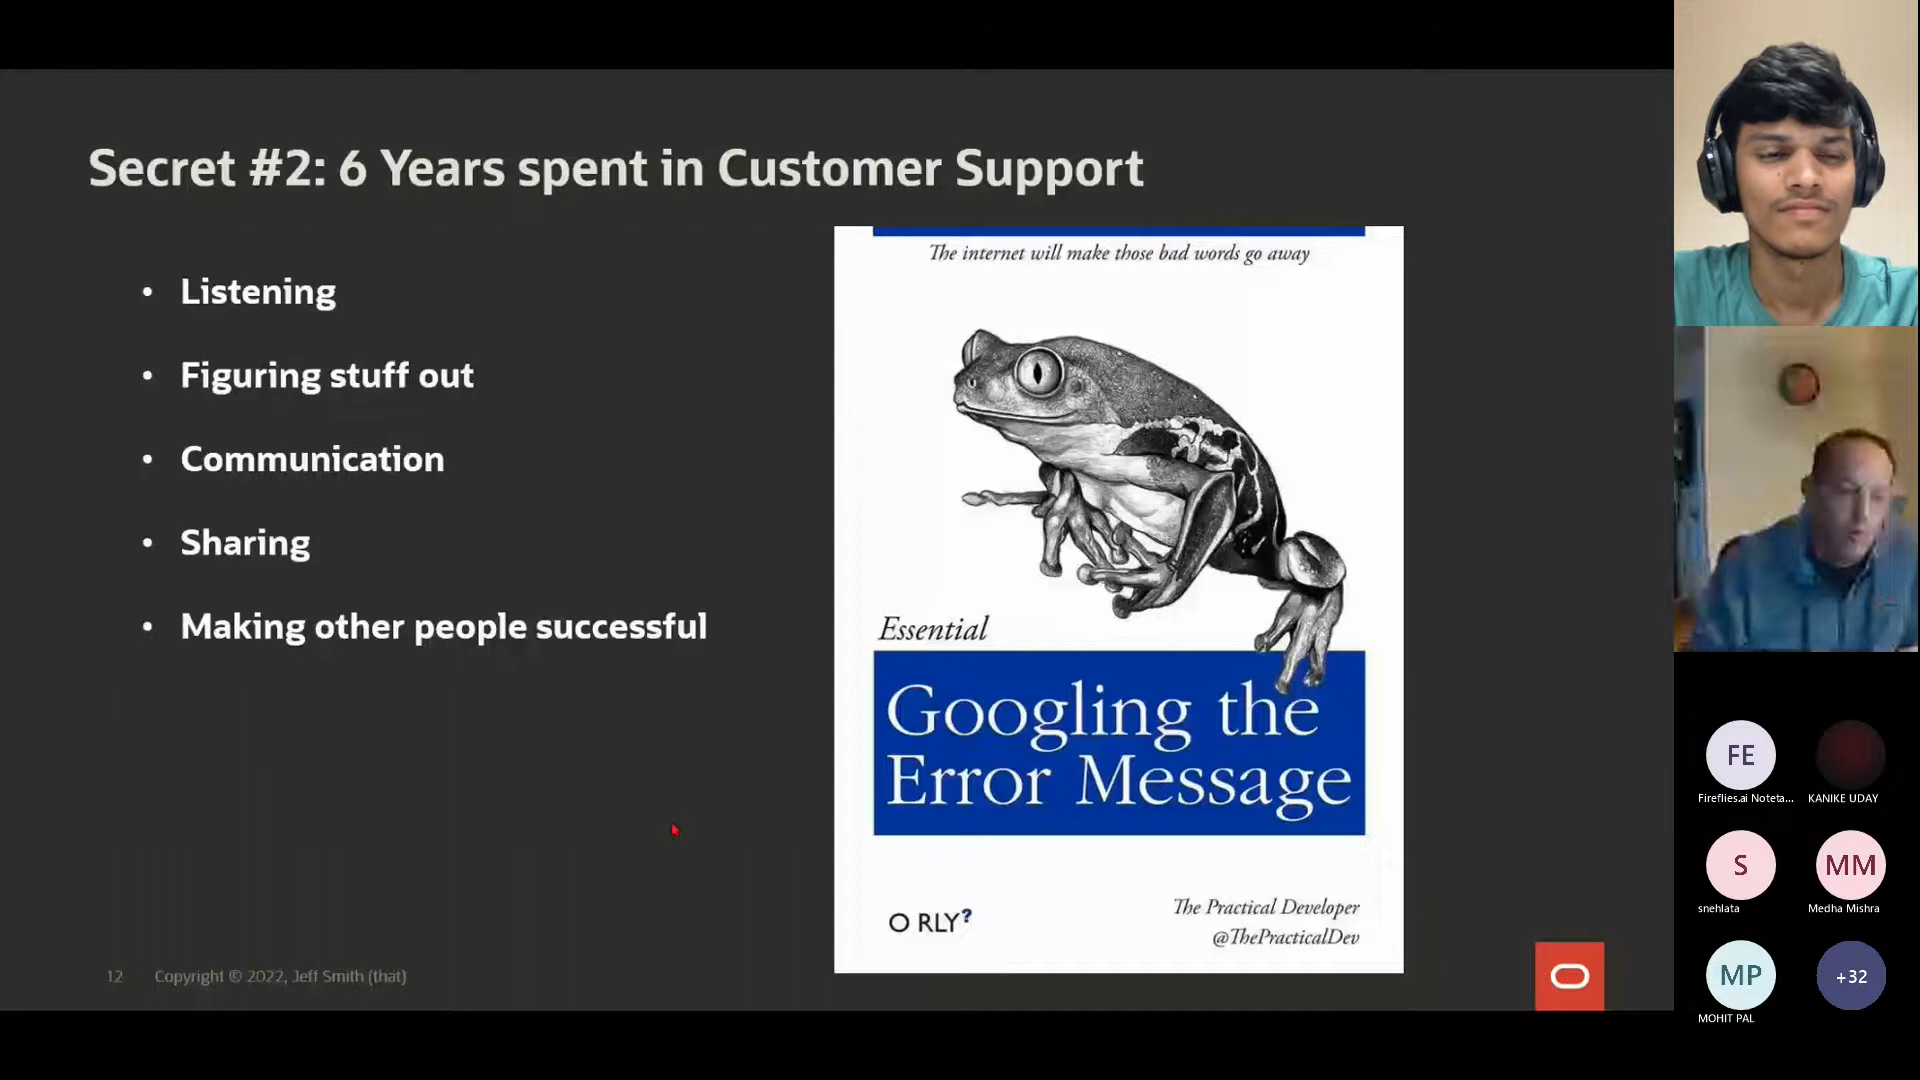 Secret #2: 6 Years spent in Customer Support
• Listening
• Figuring stuff out
• Communication
• Sharing
• Making other people successful
The internet will make those bad words go away
Essential
Googling the
Error Message
O RLY?
The Practical Developer
@ThePracticalDev
12 Copyright © 2022, Jeff Smith (that)
FE
Fireflies.ai Noteta...
KANIKE UDAY
S
snehlata
MM
Medha Mishra
MP
MOHIT PAL
+32